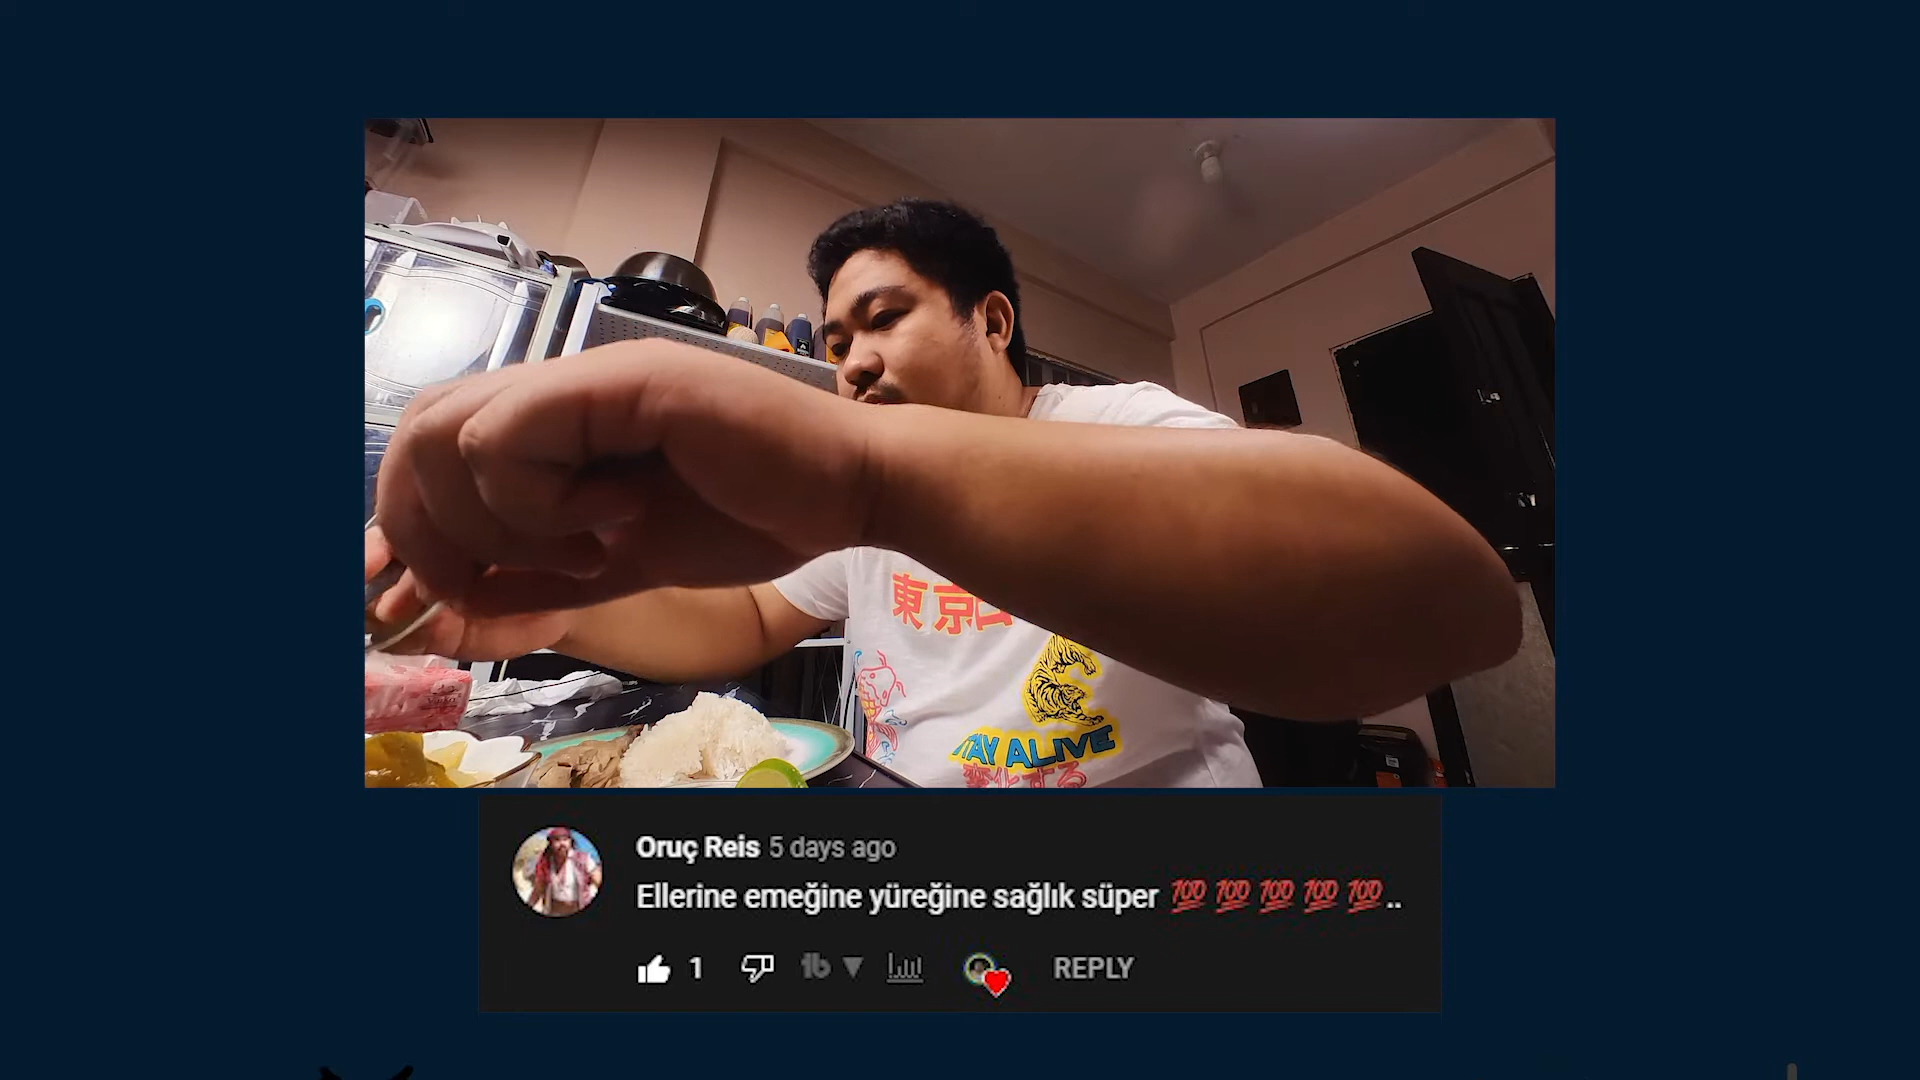 東京
STAY ALIVE
変化する
Oruç Reis 5 days ago
Ellerine emeğine yüreğine sağlık süper 💯 💯 💯 💯 💯..
1
REPLY